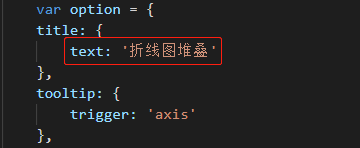 var option = {
title: {
text: '折线图堆叠'
},
tooltip: {
trigger: 'axis'
},